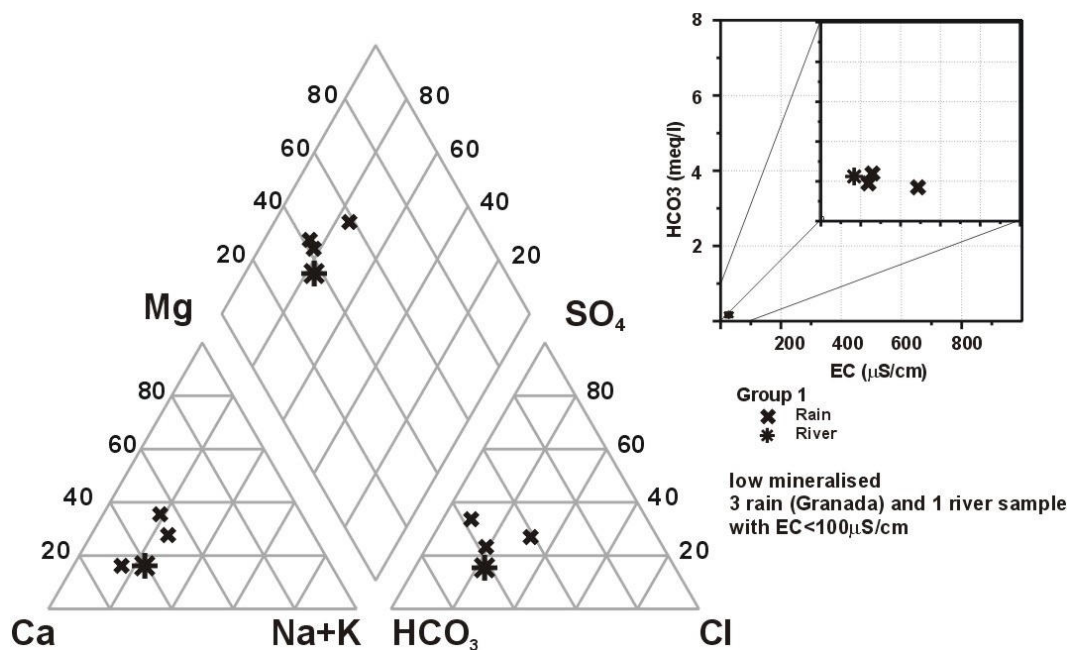 80 80
60 60
40 40
20 20
Mg SO₄
80 80
60 60
40 40
20 20
Ca Na+K HCO₃ Cl
8
6
4
2
HCO3 (meq/l)
200 400 600 800
EC (μS/cm)
Group 1
Rain
River
low mineralised
3 rain (Granada) and 1 river sample
with EC<100μS/cm